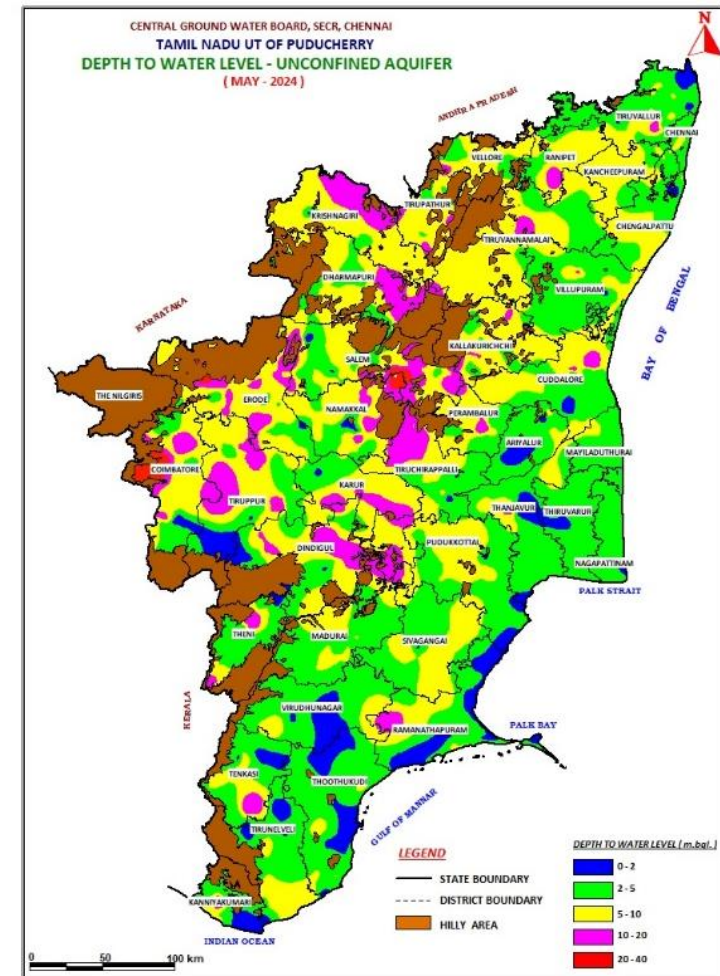 CENTRAL GROUND WATER BOARD, SECR, CHENNAI
TAMIL NADU UT OF PUDUCHERRY
DEPTH TO WATER LEVEL - UNCONFINED AQUIFER
( MAY - 2024 )
N
ANDHRA PRADESH
TIRUVALLUR
CHENNAI
VELLORE
RANIPET
KANCHEEPURAM
TIRUPATHUR
KRISHNAGIRI
CHENGALPATTU
TIRUVANNAMALAI
DHARMAPURI
VILLUPURAM
BAY OF BENGAL
KARNATAKA
KALLAKURICHCHI
SALEM
CUDDALORE
THE NILGIRIS
ERODE
NAMAKKAL
PERAMBALUR
ARIYALUR
MAYILADUTHURAI
COIMBATORE
TIRUCHIRAPPALLI
KARUR
TIRUPPUR
THANJAVUR
THIRUVARUR
DINDIGUL
PUDUKKOTTAI
NAGAPATTINAM
PALK STRAIT
THENI
MADURAI
SIVAGANGAI
KERALA
VIRUDHUNAGAR
RAMANATHAPURAM
PALK BAY
TENKASI
THOOTHUKUDI
GULF OF MANNAR
TIRUNELVELI
KANNIYAKUMARI
INDIAN OCEAN
LEGEND
STATE BOUNDARY
DISTRICT BOUNDARY
HILLY AREA
DEPTH TO WATER LEVEL ( m.bgl. )
0 - 2
2 - 5
5 - 10
10 - 20
20 - 40
0 50 100 km